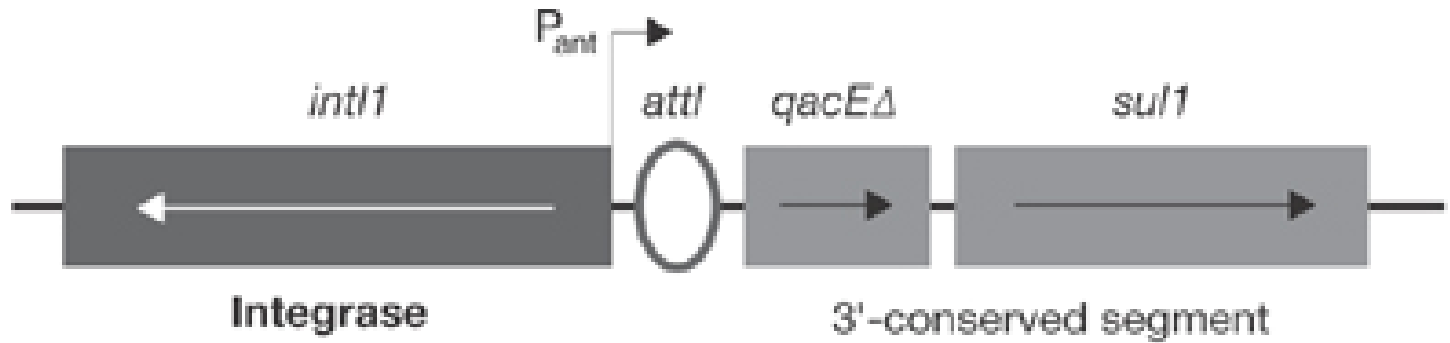 Pant
intI1 attI qacEΔ sul1
Integrase
3'-conserved segment